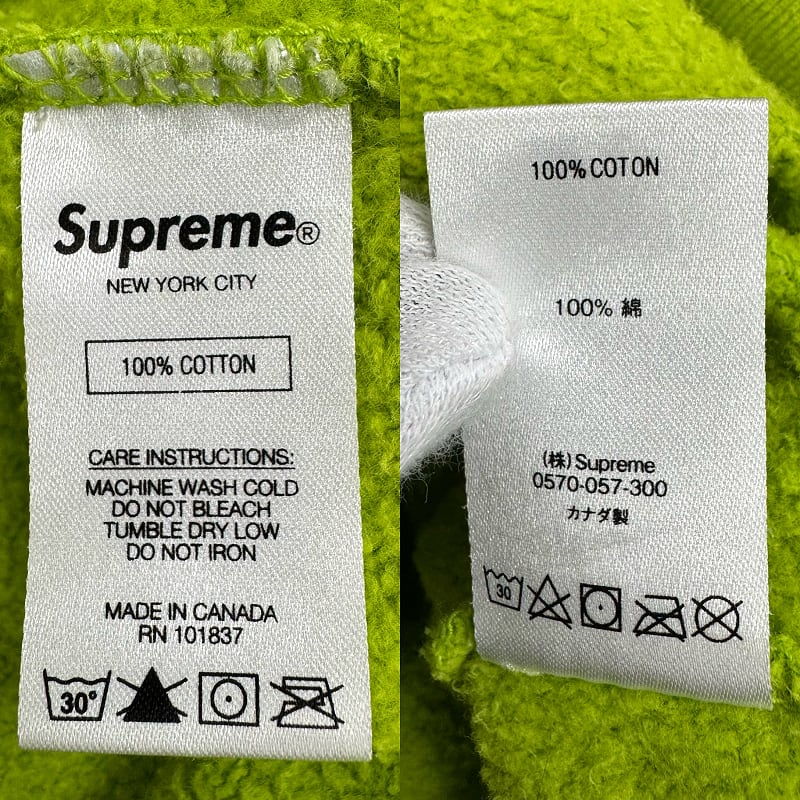 Supreme®
NEW YORK CITY
100% COTTON
CARE INSTRUCTIONS:
MACHINE WASH COLD
DO NOT BLEACH
TUMBLE DRY LOW
DO NOT IRON
MADE IN CANADA
RN 101837
30°
100% COTON
100% 綿
(株) Supreme
0570-057-300
カナダ製
30